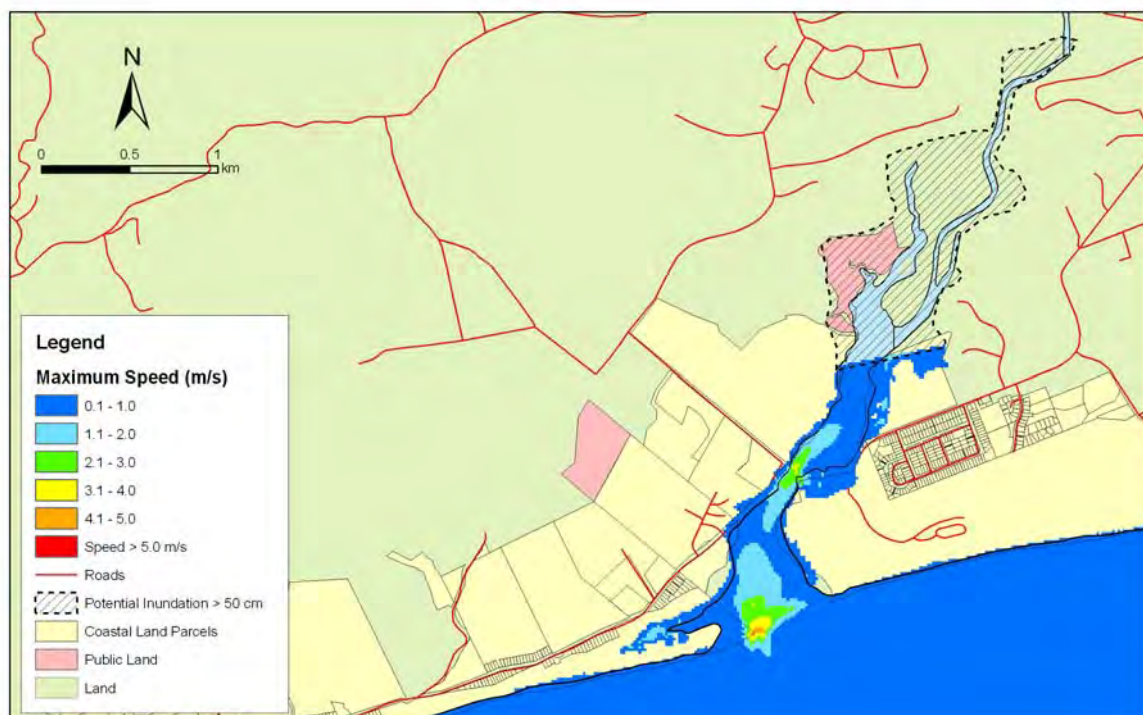 N
0 0.5 1
km
Legend
Maximum Speed (m/s)
0.1 - 1.0
1.1 - 2.0
2.1 - 3.0
3.1 - 4.0
4.1 - 5.0
Speed > 5.0 m/s
Roads
Potential Inundation > 50 cm
Coastal Land Parcels
Public Land
Land